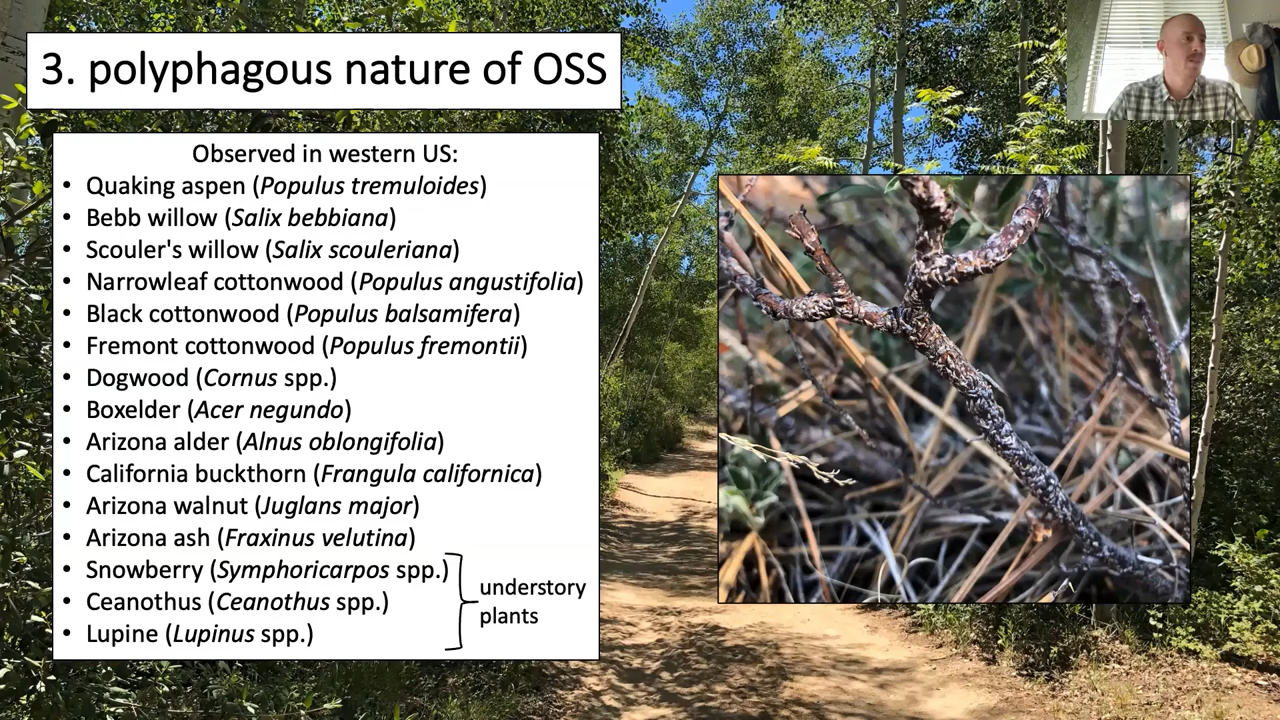 3. polyphagous nature of OSS
Observed in western US:
• Quaking aspen (Populus tremuloides)
• Bebb willow (Salix bebbiana)
• Scouler's willow (Salix scouleriana)
• Narrowleaf cottonwood (Populus angustifolia)
• Black cottonwood (Populus balsamifera)
• Fremont cottonwood (Populus fremontii)
• Dogwood (Cornus spp.)
• Boxelder (Acer negundo)
• Arizona alder (Alnus oblongifolia)
• California buckthorn (Frangula californica)
• Arizona walnut (Juglans major)
• Arizona ash (Fraxinus velutina)
• Snowberry (Symphoricarpos spp.)
• Ceanothus (Ceanothus spp.)
• Lupine (Lupinus spp.)
understory
plants